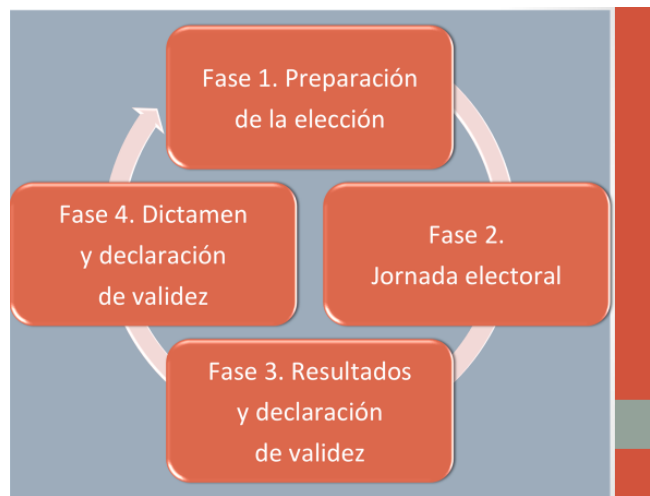 Fase 1. Preparación
de la elección
Fase 2.
Jornada electoral
Fase 3. Resultados
y declaración
de validez
Fase 4. Dictamen
y declaración
de validez